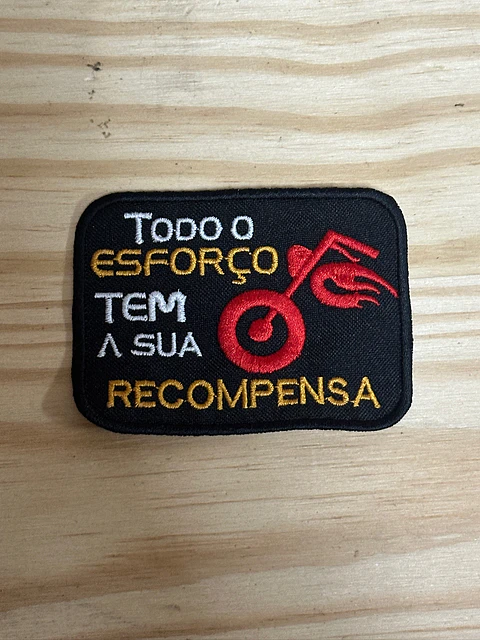 TODO O
ESFORÇO
TEM
A SUA
RECOMPENSA